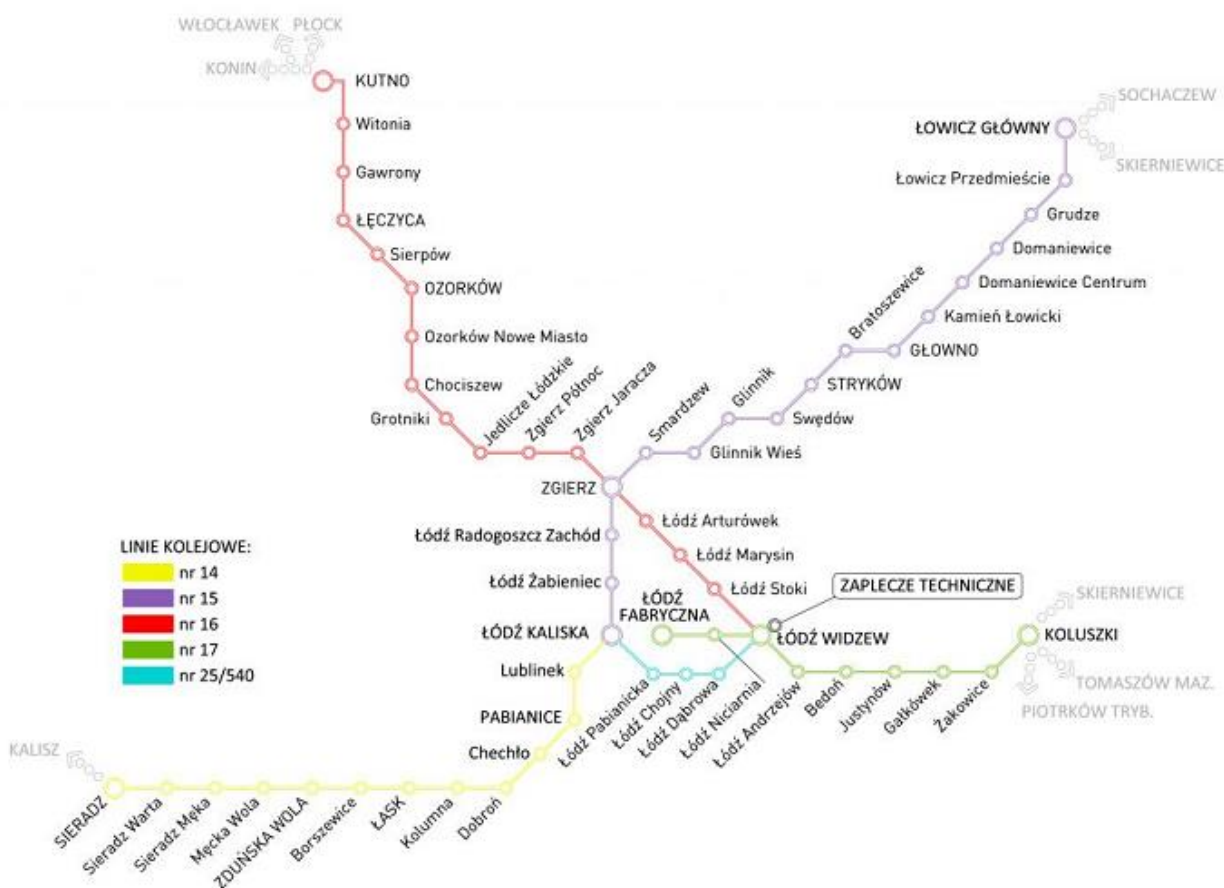 WŁOCŁAWEK PŁOCK
KONIN
KUTNO
Witonia
Gawrony
ŁĘCZYCA
Sierpów
OZORKÓW
Ozorków Nowe Miasto
Chociszew
Grotniki
Jedlicze Łódzkie
Zgierz Północ
Zgierz Jaracza
SOCHACZEW
ŁOWICZ GŁÓWNY
SKIERNIEWICE
Łowicz Przedmieście
Grudze
Domaniewice
Domaniewice Centrum
Kamień Łowicki
GŁOWNO
Bratoszewice
STRYKÓW
Swędów
Glinnik
Glinnik Wieś
Smardzew
ZGIERZ
Łódź Radogoszcz Zachód
Łódź Żabieniec
ŁÓDŹ KALISKA
Łódź Arturówek
Łódź Marysin
Łódź Stoki
ŁÓDŹ
FABRYCZNA
ZAPLECZE TECHNICZNE
ŁÓDŹ WIDZEW
SKIERNIEWICE
KOLUSZKI
TOMASZÓW MAZ.
PIOTRKÓW TRYB.
LINIE KOLEJOWE:
nr 14
nr 15
nr 16
nr 17
nr 25/540
Lublinek
PABIANICE
Chechło
Łódź Pabianicka
Łódź Chojny
Łódź Dąbrowa
Łódź Niciarnia
Łódź Andrzejów
Bedoń
Justynów
Gałkówek
Żakowice
KALISZ
SIERADZ
Sieradz Warta
Sieradz Męka
Męcka Wola
ZDUŃSKA WOLA
Borszewice
ŁASK
Kolumna
Dobroń